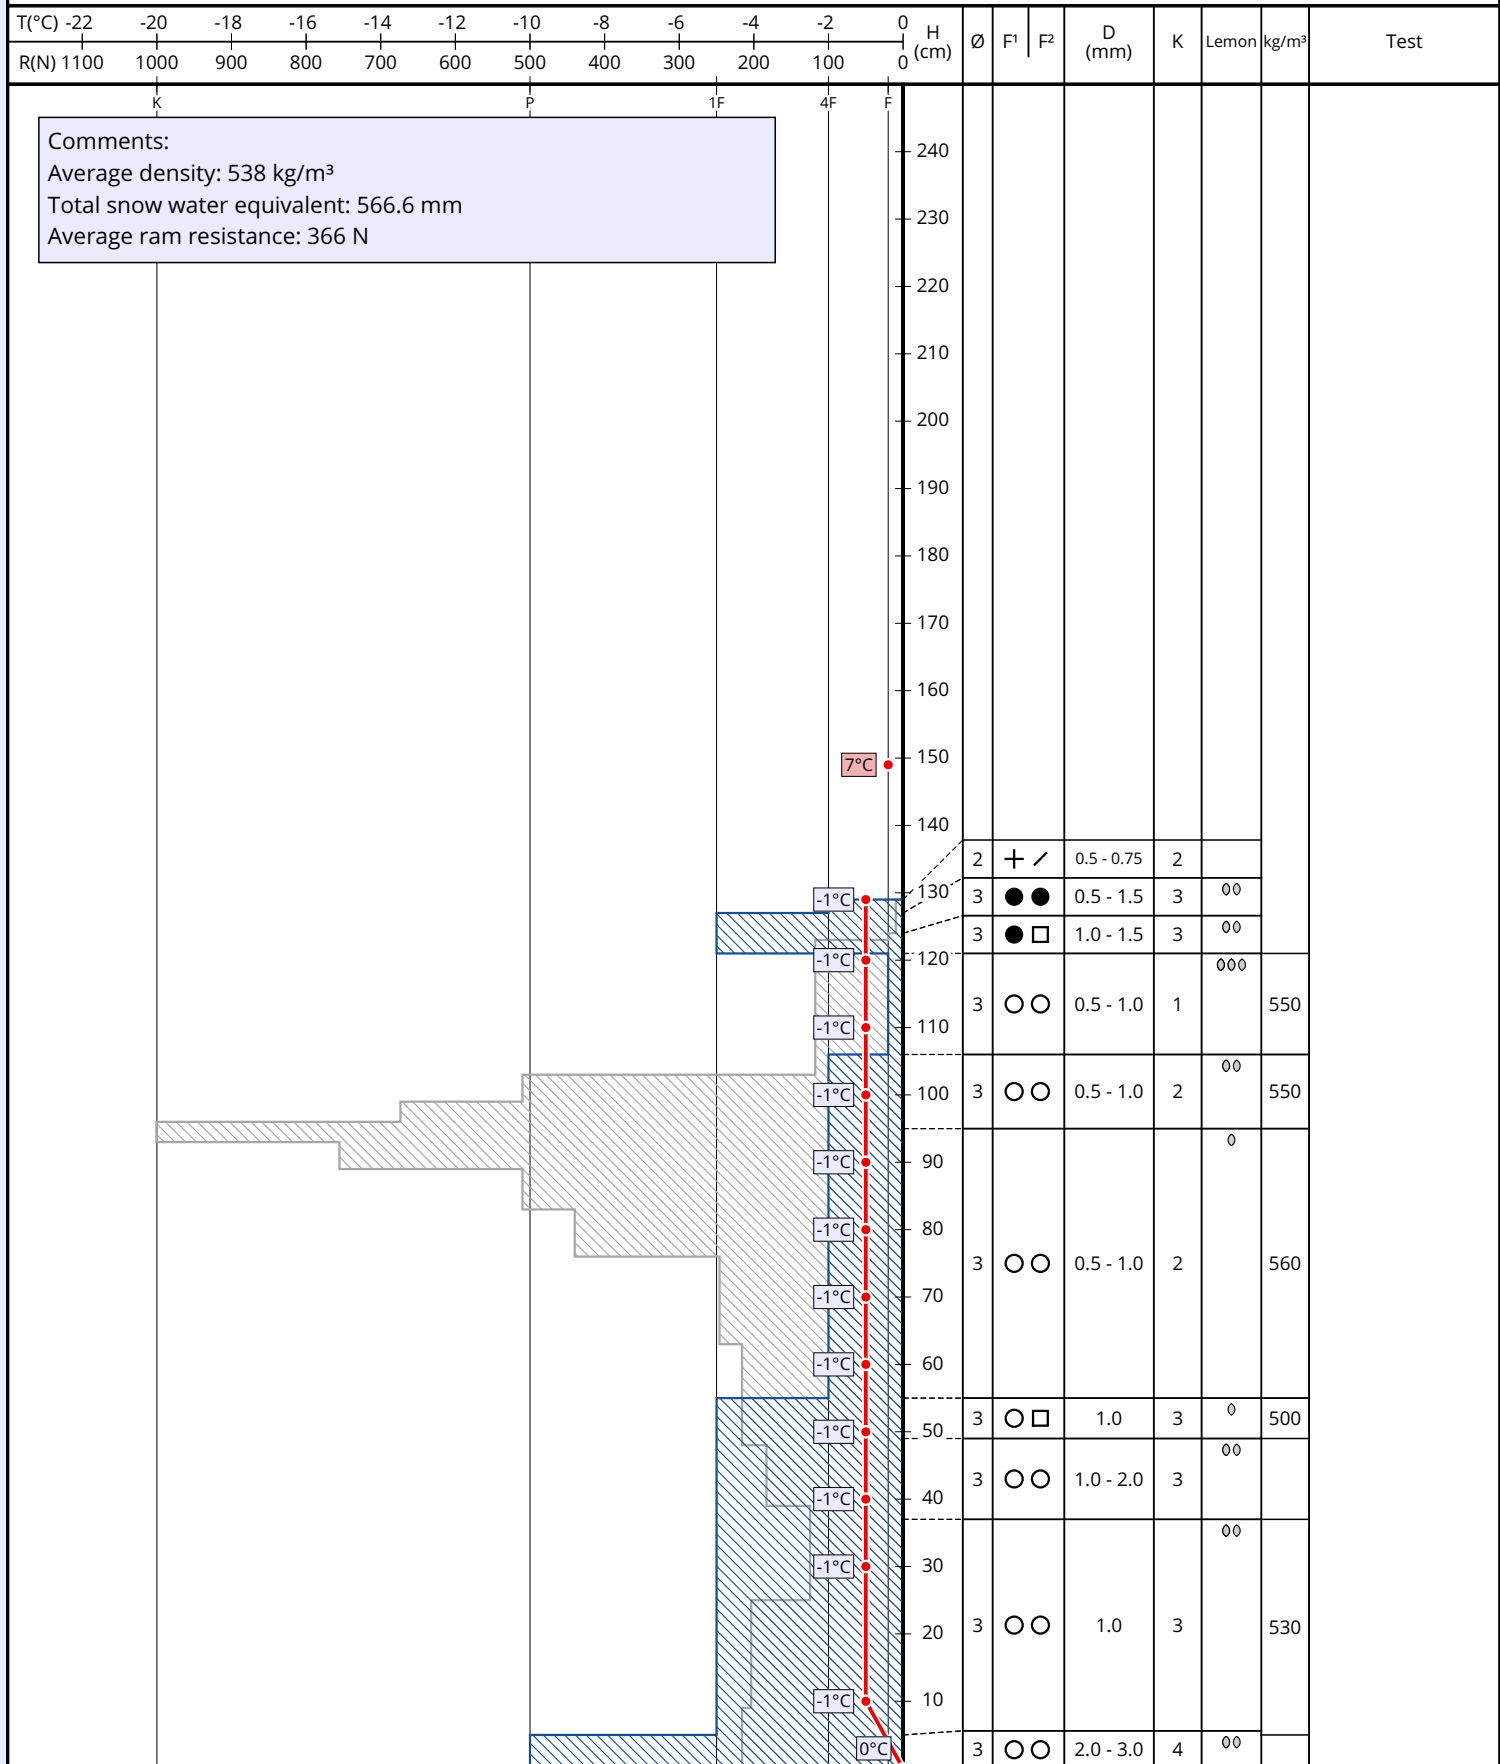 T(°C) -22 -20 -18 -16 -14 -12 -10 -8 -6 -4 -2 0
R(N) 1100 1000 900 800 700 600 500 400 300 200 100 0
H (cm) Ø F¹ F² D (mm) K Lemon kg/m³ Test
K P 1F 4F F
Comments:
Average density: 538 kg/m³
Total snow water equivalent: 566.6 mm
Average ram resistance: 366 N
240
230
220
210
200
190
180
170
160
7°C 150
140
2 0.5 - 0.75 2
-1°C 130 3 0.5 - 1.5 3
3 1.0 - 1.5 3
-1°C 120
3 0.5 - 1.0 1 550
-1°C 110
-1°C 100 3 0.5 - 1.0 2 550
-1°C 90
-1°C 80
3 0.5 - 1.0 2 560
-1°C 70
-1°C 60
3 1.0 3 500
-1°C 50
3 1.0 - 2.0 3
-1°C 40
-1°C 30
3 1.0 3 530
20
-1°C 10
0°C 3 2.0 - 3.0 4